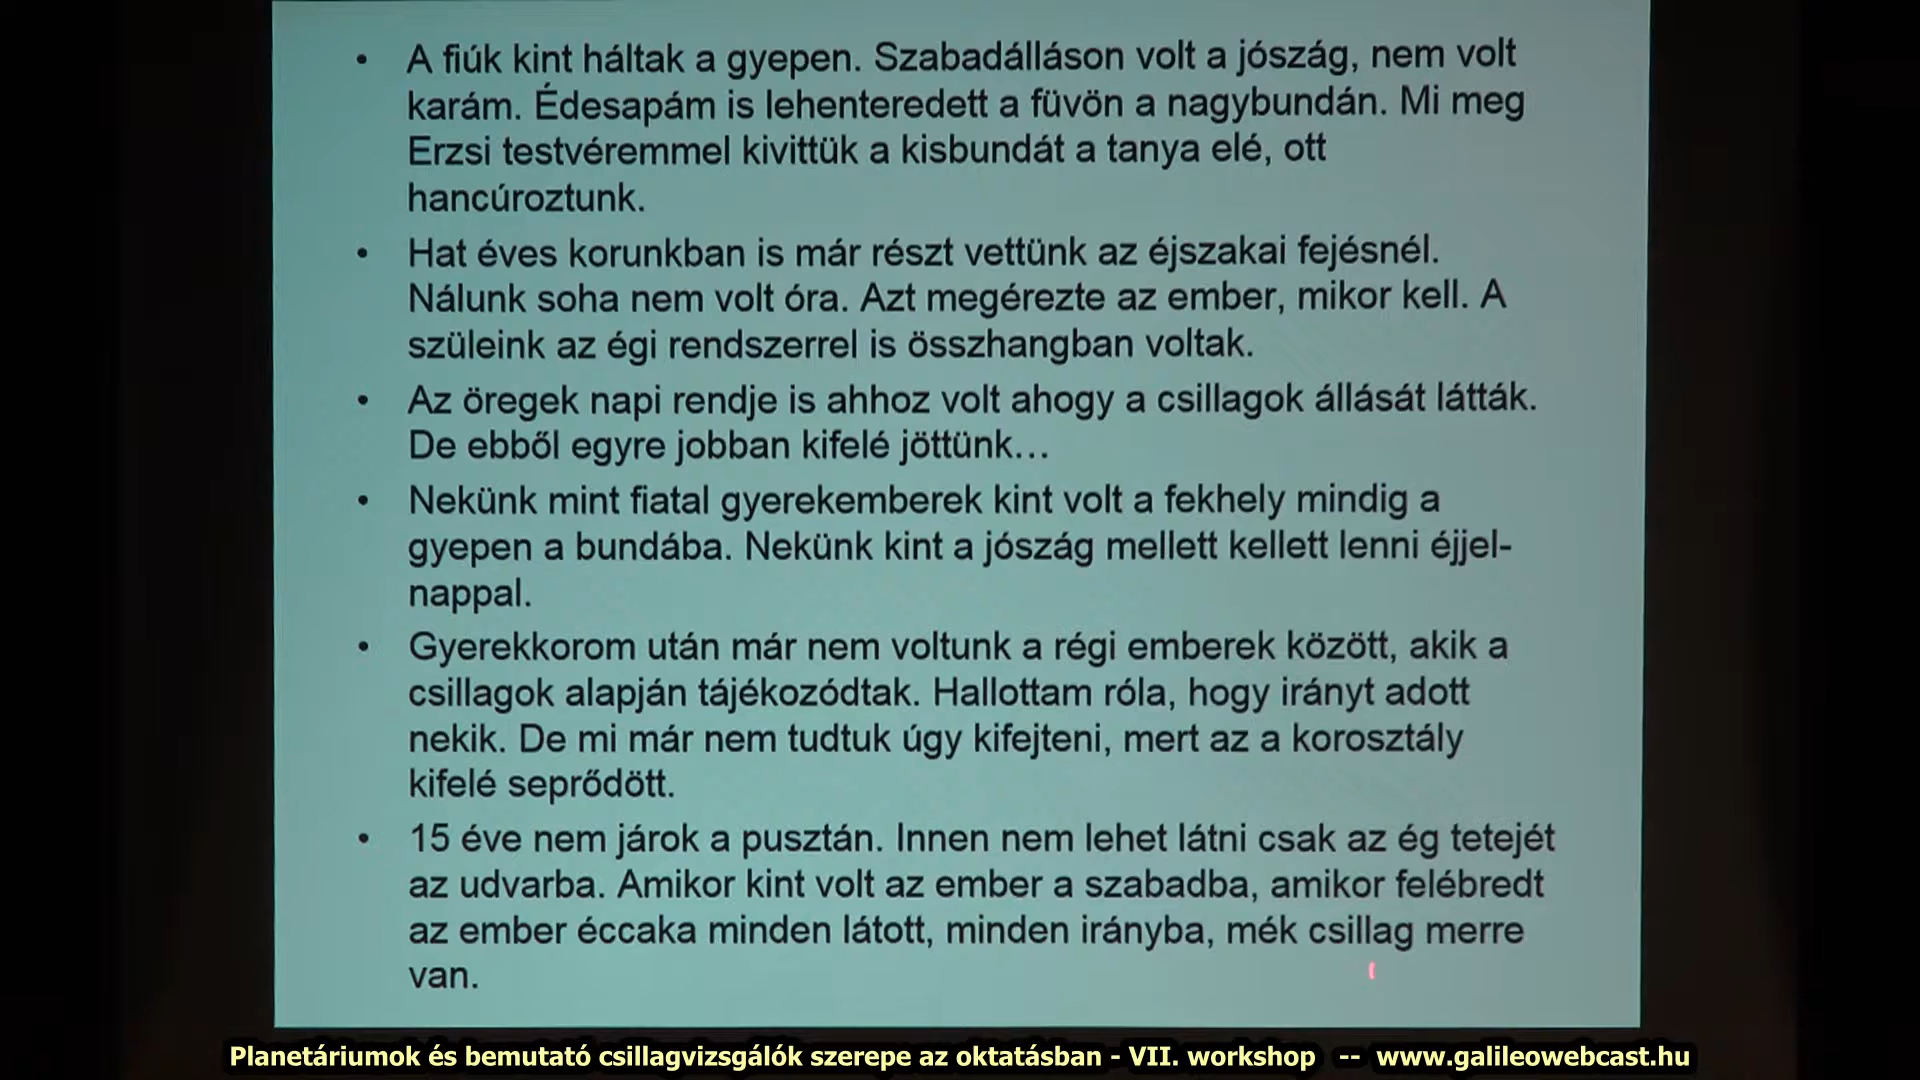 • A fiúk kint háltak a gyepen. Szabadálláson volt a jószág, nem volt
karám. Édesapám is lehenteredett a füvön a nagybundán. Mi meg
Erzsi testvéremmel kivittük a kisbundát a tanya elé, ott
hancúroztunk.
• Hat éves korunkban is már részt vettünk az éjszakai fejésnél.
Nálunk soha nem volt óra. Azt megérezte az ember, mikor kell. A
szüleink az égi rendszerrel is összhangban voltak.
• Az öregek napi rendje is ahhoz volt ahogy a csillagok állását látták.
De ebből egyre jobban kifelé jöttünk…
• Nekünk mint fiatal gyerekemberek kint volt a fekhely mindig a
gyepen a bundába. Nekünk kint a jószág mellett kellett lenni éjjel-
nappal.
• Gyerekkorom után már nem voltunk a régi emberek között, akik a
csillagok alapján tájékozódtak. Hallottam róla, hogy irányt adott
nekik. De mi már nem tudtuk úgy kifejteni, mert az a korosztály
kifelé seprődött.
• 15 éve nem járok a pusztán. Innen nem lehet látni csak az ég tetejét
az udvarba. Amikor kint volt az ember a szabadba, amikor felébredt
az ember éccaka minden látott, minden irányba, mék csillag merre
van.
Planetáriumok és bemutató csillagvizsgálók szerepe az oktatásban - VII. workshop -- www.galileowebcast.hu